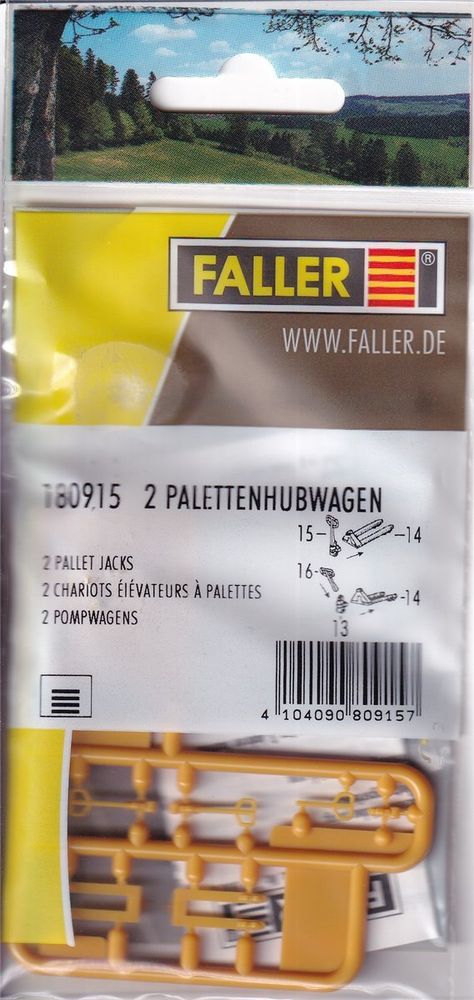 FALLER ®
WWW.FALLER.DE
180915 2 PALETTENHUBWAGEN
15 14
2 PALLET JACKS
16
2 CHARIOTS ÉIÉVATEURS À PALETTES
14
2 POMPWAGENS
13
4 104090 809157